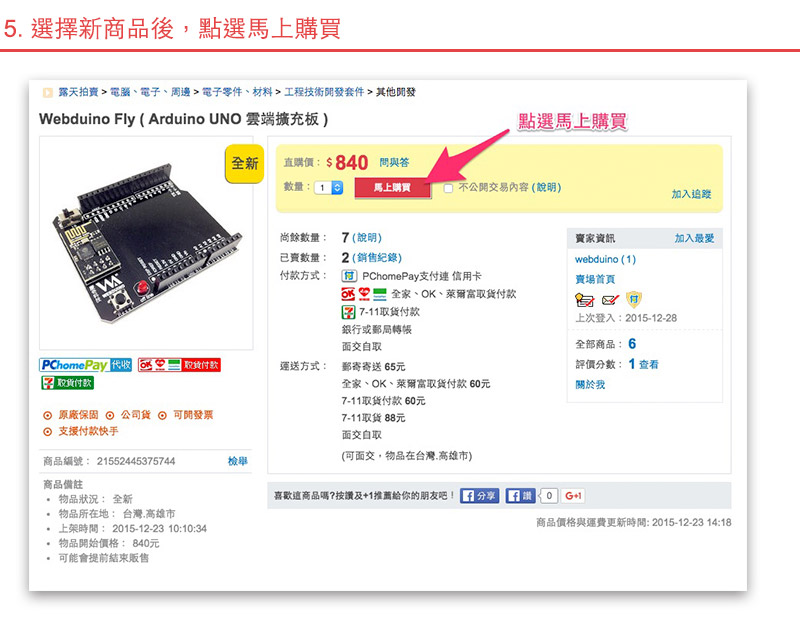 5. 選擇新商品後，點選馬上購買
露天拍賣 > 電腦、電子、周邊 > 電子零件、材料 > 工程技術開發套件 > 其他開發
Webduino Fly ( Arduino UNO 雲端擴充板 )
點選馬上購買
全新
直購價： $ 840 問與答
數量： 1 馬上購買 不公開交易內容 (說明)
加入追蹤
尚餘數量： 7 (說明)
已賣數量： 2 (銷售紀錄)
付款方式： 付 PChomePay支付連 信用卡
OK 全家、OK、萊爾富取貨付款
7-11取貨付款
銀行或郵局轉帳
面交自取
運送方式： 郵寄寄送 65元
全家、OK、萊爾富取貨付款 60元
7-11取貨付款 60元
7-11取貨 88元
面交自取
(可面交，物品在台灣.高雄市)
賣家資訊 加入最愛
webduino (1)
賣場首頁
付
上次登入：2015-12-28
全部商品： 6
評價分數： 1 查看
關於我
PChomePay 代收 OK 取貨付款
取貨付款
原廠保固 公司貨 可開發票
支援付款快手
商品編號： 21552445375744 檢舉
商品備註
• 物品狀況： 全新
• 物品所在地： 台灣.高雄市
• 上架時間： 2015-12-23 10:10:34
• 物品開始價格： 840元
• 可能會提前結束販售
喜歡這商品嗎?按讚及+1推薦給你的朋友吧！ 分享 讚 0 G+1
商品價格與運費更新時間: 2015-12-23 14:18